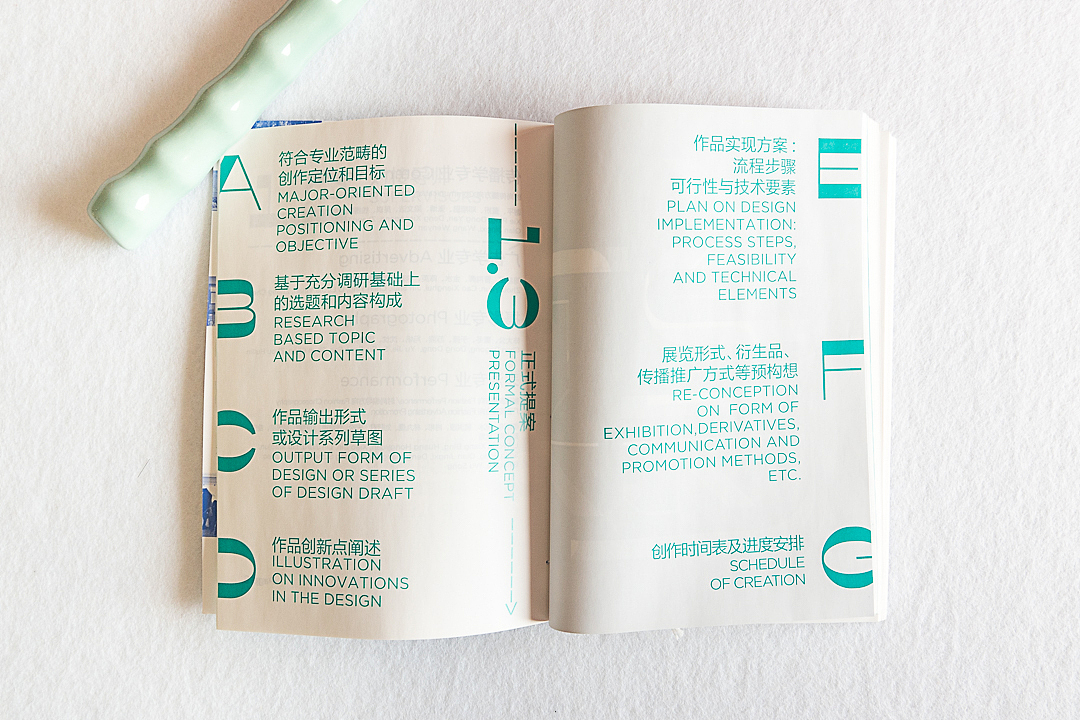 A
符合专业范畴的
创作定位和目标
MAJOR-ORIENTED
CREATION
POSITIONING AND
OBJECTIVE
B
基于充分调研基础上
的选题和内容构成
RESEARCH
BASED TOPIC
AND CONTENT
C
作品输出形式
或设计系列草图
OUTPUT FORM OF
DESIGN OR SERIES
OF DESIGN DRAFT
D
作品创新点阐述
ILLUSTRATION
ON INNOVATIONS
IN THE DESIGN
1.3
正式提案
FORMAL CONCEPT
PRESENTATION
E
作品实现方案：
流程步骤
可行性与技术要素
PLAN ON DESIGN
IMPLEMENTATION:
PROCESS STEPS,
FEASIBILITY
AND TECHNICAL
ELEMENTS
F
展览形式、衍生品、
传播推广方式等预构想
RE-CONCEPTION
ON FORM OF
EXHIBITION,DERIVATIVES,
COMMUNICATION AND
PROMOTION METHODS,
ETC.
G
创作时间表及进度安排
SCHEDULE
OF CREATION